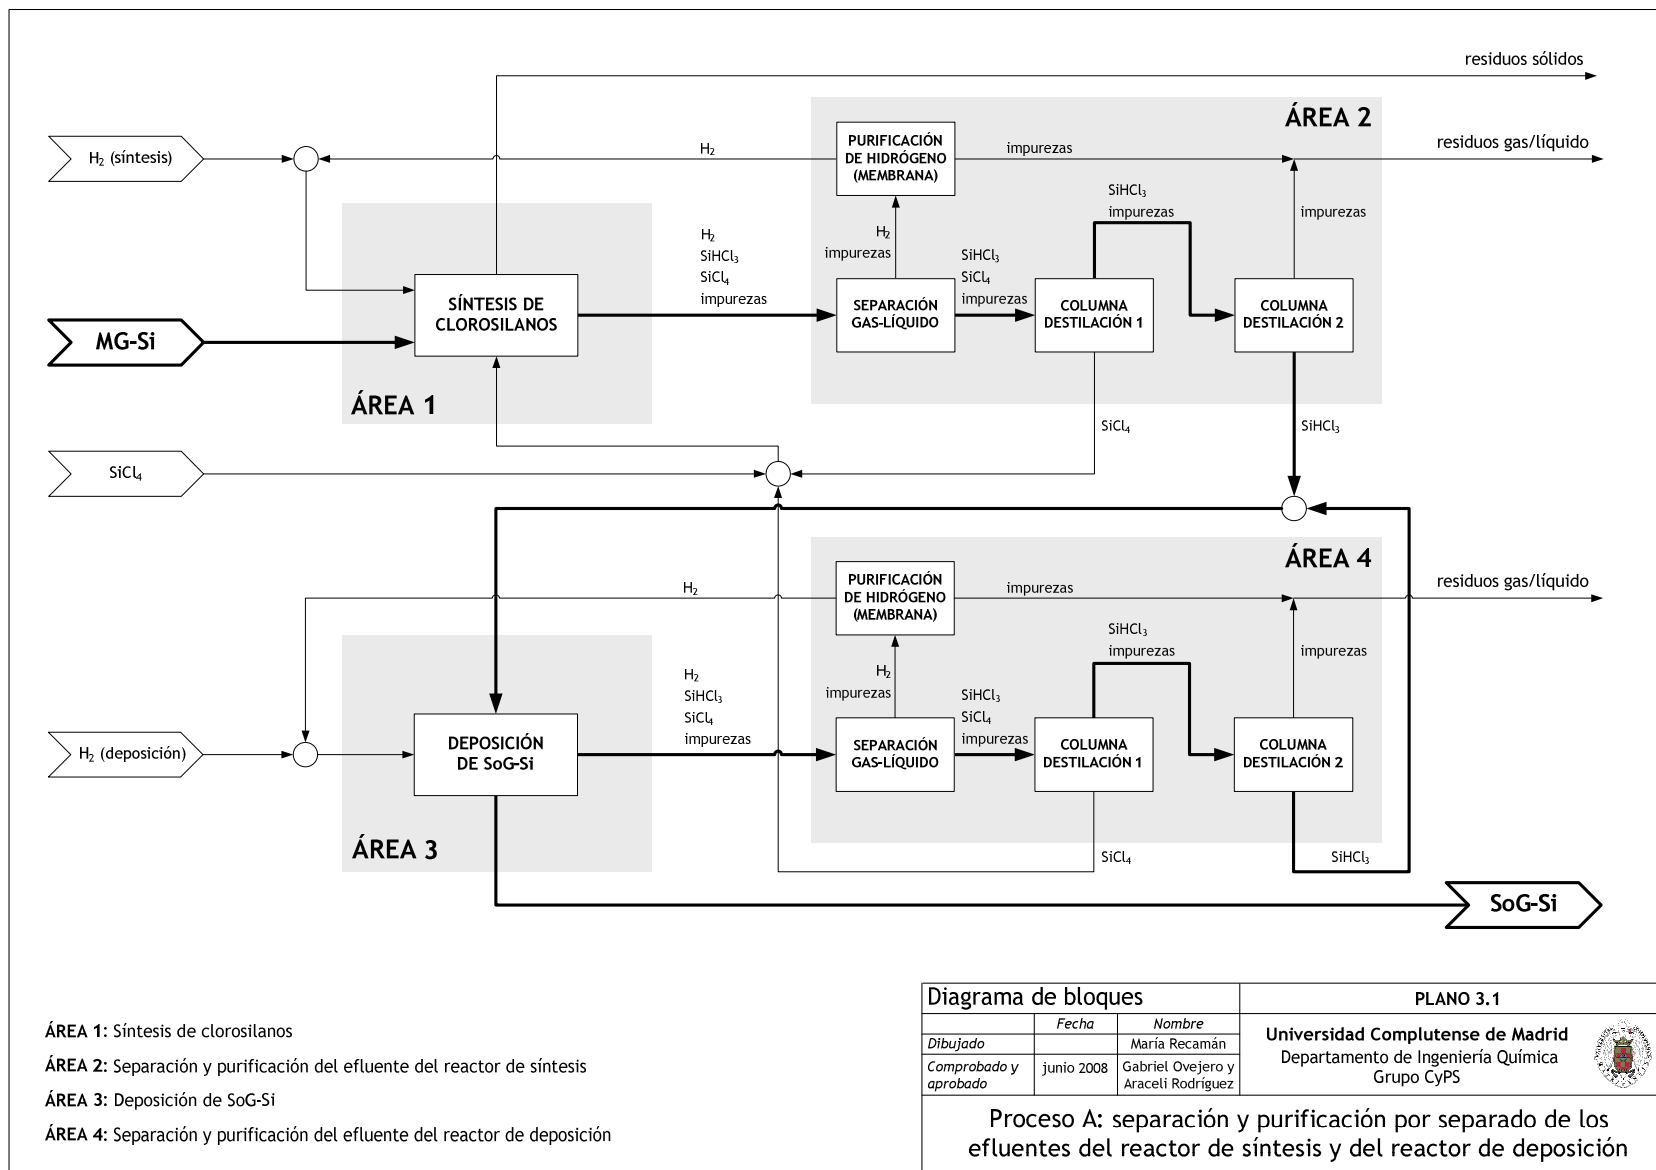 residuos sólidos
ÁREA 2
H₂ (síntesis)
H₂
PURIFICACIÓN
DE HIDRÓGENO
(MEMBRANA)
impurezas
residuos gas/líquido
SiHCl₃
impurezas
impurezas
H₂
impurezas
H₂
SiHCl₃
SiCl₄
impurezas
SiHCl₃
SiCl₄
impurezas
SÍNTESIS DE
CLOROSILANOS
SEPARACIÓN
GAS-LÍQUIDO
COLUMNA
DESTILACIÓN 1
COLUMNA
DESTILACIÓN 2
MG-Si
ÁREA 1
SiCl₄
SiHCl₃
SiCl₄
ÁREA 4
H₂
PURIFICACIÓN
DE HIDRÓGENO
(MEMBRANA)
impurezas
residuos gas/líquido
SiHCl₃
impurezas
impurezas
H₂
impurezas
H₂
SiHCl₃
SiCl₄
impurezas
SiHCl₃
SiCl₄
impurezas
H₂ (deposición)
DEPOSICIÓN
DE SoG-Si
SEPARACIÓN
GAS-LÍQUIDO
COLUMNA
DESTILACIÓN 1
COLUMNA
DESTILACIÓN 2
ÁREA 3
SiCl₄
SiHCl₃
SoG-Si
ÁREA 1: Síntesis de clorosilanos
ÁREA 2: Separación y purificación del efluente del reactor de síntesis
ÁREA 3: Deposición de SoG-Si
ÁREA 4: Separación y purificación del efluente del reactor de deposición
Diagrama de bloques
PLANO 3.1
Fecha
Nombre
Dibujado
María Recamán
Comprobado y
aprobado
junio 2008
Gabriel Ovejero y
Araceli Rodríguez
Universidad Complutense de Madrid
Departamento de Ingeniería Química
Grupo CyPS
Proceso A: separación y purificación por separado de los
efluentes del reactor de síntesis y del reactor de deposición